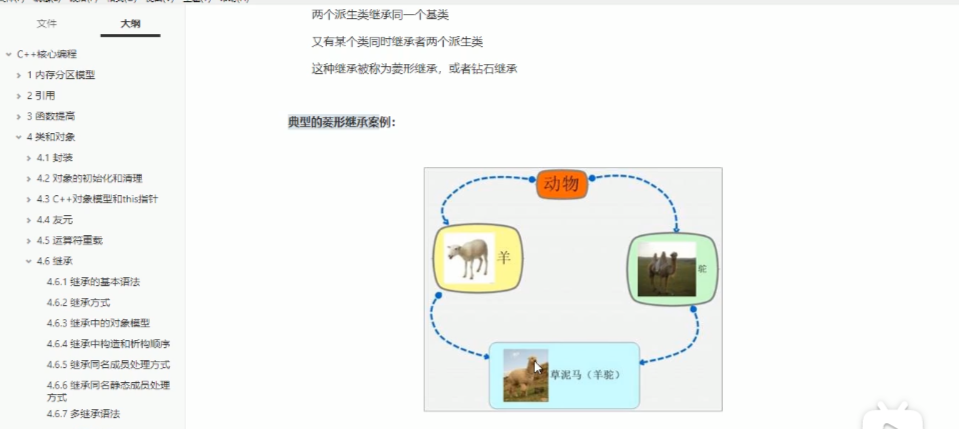 文件
大纲
C++核心编程
1 内存分区模型
2 引用
3 函数提高
4 类和对象
4.1 封装
4.2 对象的初始化和清理
4.3 C++对象模型和this指针
4.4 友元
4.5 运算符重载
4.6 继承
4.6.1 继承的基本语法
4.6.2 继承方式
4.6.3 继承中的对象模型
4.6.4 继承中构造和析构顺序
4.6.5 继承同名成员处理方式
4.6.6 继承同名静态成员处理
方式
4.6.7 多继承语法
两个派生类继承同一个基类
又有某个类同时继承者两个派生类
这种继承被称为菱形继承，或者钻石继承
典型的菱形继承案例：
动物
羊
驼
草泥马（羊驼）